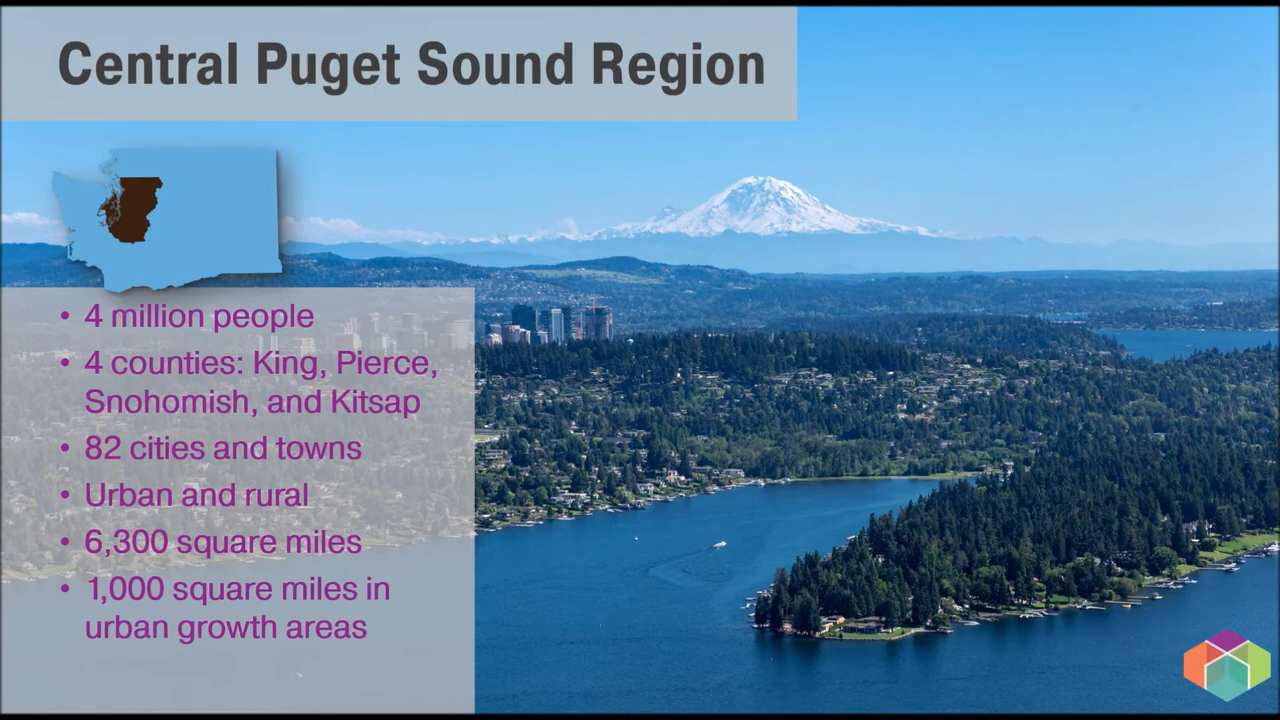 Central Puget Sound Region
• 4 million people
• 4 counties: King, Pierce,
Snohomish, and Kitsap
• 82 cities and towns
• Urban and rural
• 6,300 square miles
• 1,000 square miles in
urban growth areas